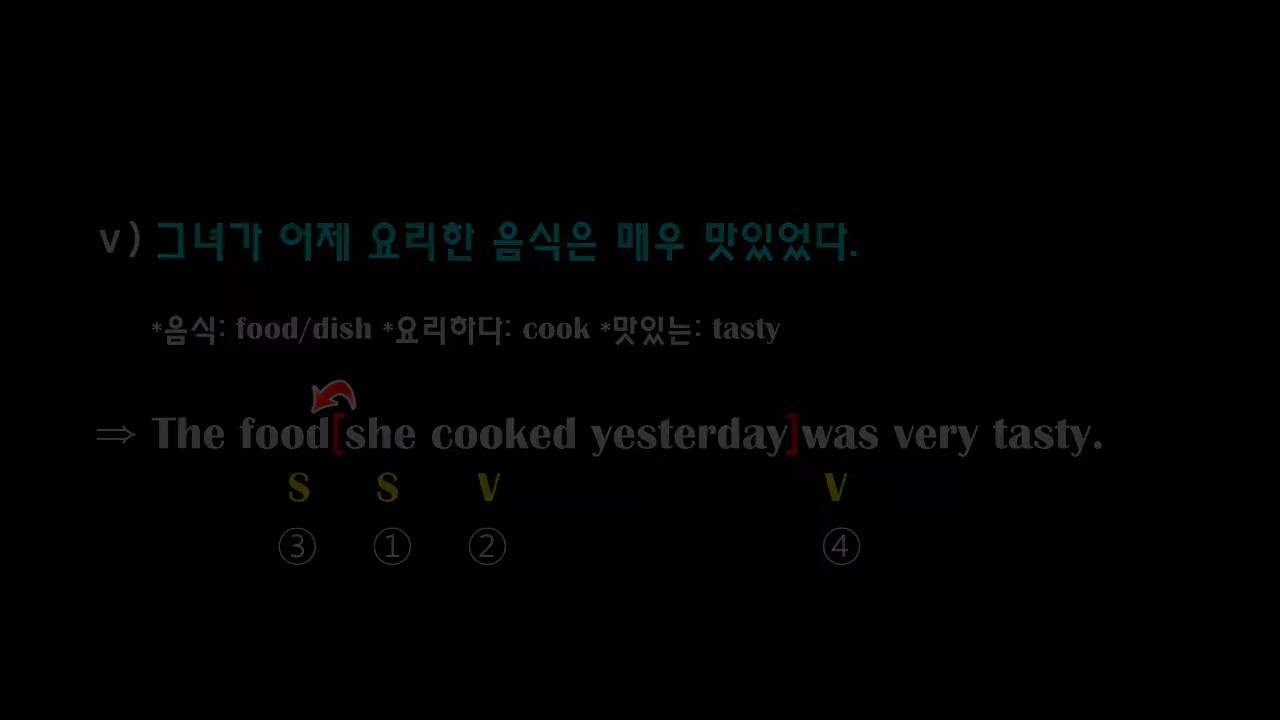 v) 그녀가 어제 요리한 음식은 매우 맛있었다.
*음식: food/dish *요리하다: cook *맛있는: tasty
⇒ The food[she cooked yesterday]was very tasty.
S S V V
③ ① ② ④